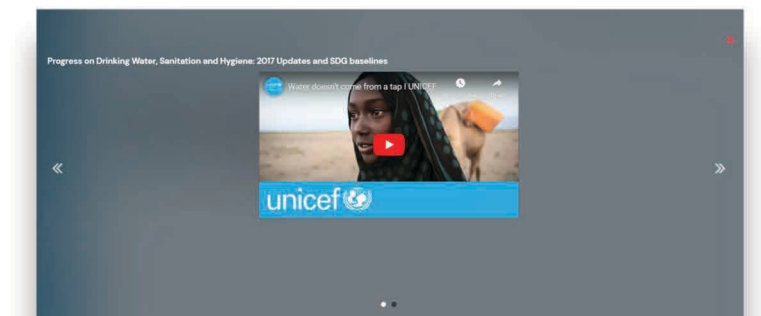 Progress on Drinking Water, Sanitation and Hygiene: 2017 Updates and SDG baselines
Water doesn't come from a tap | UNICEF
unicef